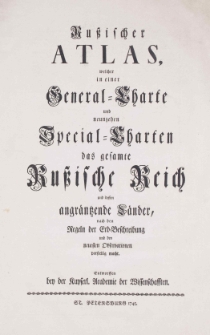 Rußischer
ATLAS,
welcher
in einer
General-Charte
und
neunzehen
Special-Charten
das gesamte
Rußische Reich
und dessen
angräntzende Länder,
nach den
Regeln der Erd-Beschreibung
und den
neuesten Observationen
vorstellig macht.
Entworffen
bey der Kayserl. Academie der Wissenschafften.
ST. PETERSBURG 1745.